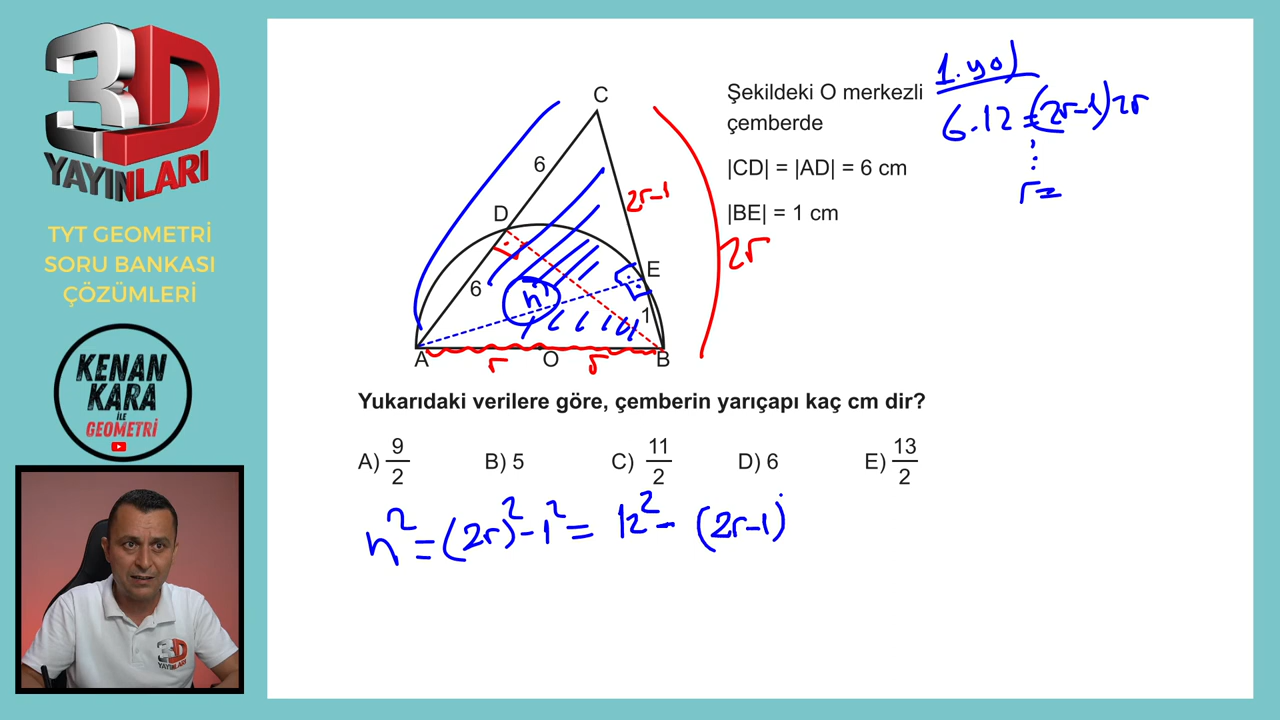 3D
YAYINLARI
TYT GEOMETRİ
SORU BANKASI
ÇÖZÜMLERİ
KENAN
KARA
İLE
GEOMETRİ
3D
YAYINLARI
C
6
D
6
2r-1
2r
E
1
h
A
r
O
r
B
Şekildeki O merkezli
çemberde
|CD| = |AD| = 6 cm
|BE| = 1 cm
1. yol
6.12 = (2r-1)2r
r=
Yukarıdaki verilere göre, çemberin yarıçapı kaç cm dir?
A) 9/2 B) 5 C) 11/2 D) 6 E) 13/2
h² = (2r)² - 1² = 12² - (2r-1)